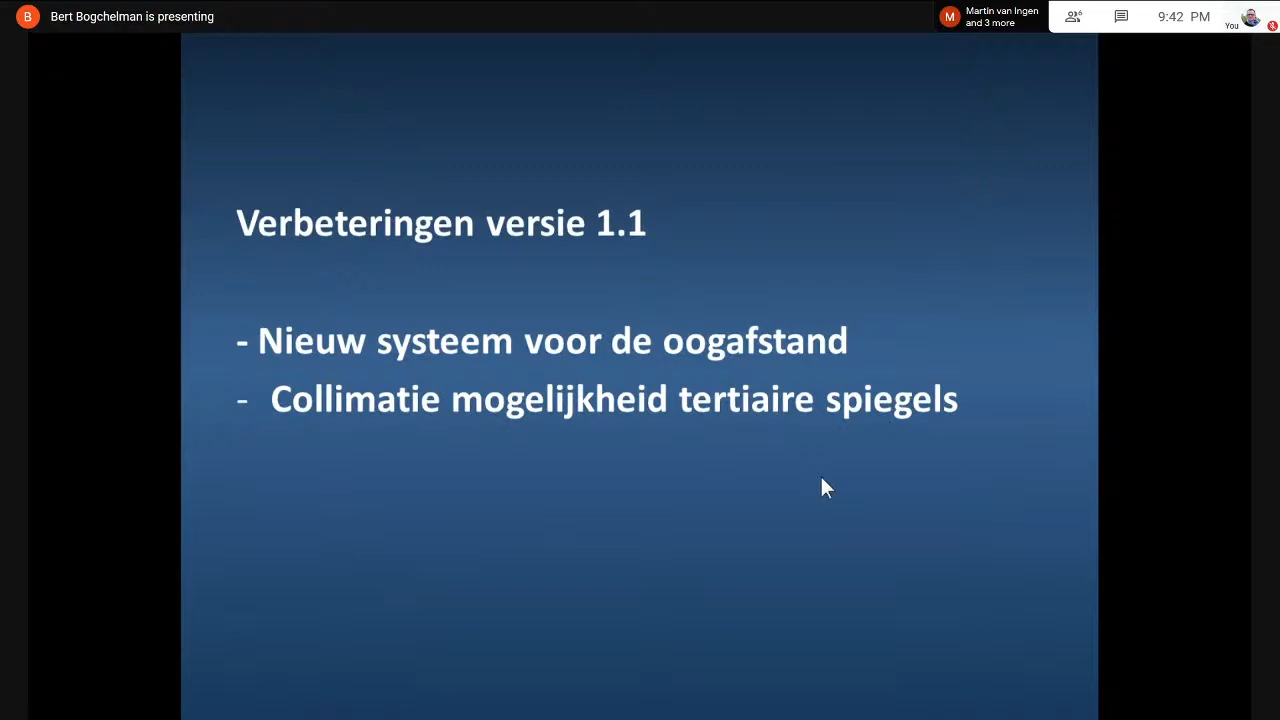 B Bert Bogchelman is presenting
M Martin van Ingen
and 3 more
6
9:42 PM
You
Verbeteringen versie 1.1
- Nieuw systeem voor de oogafstand
- Collimatie mogelijkheid tertiaire spiegels